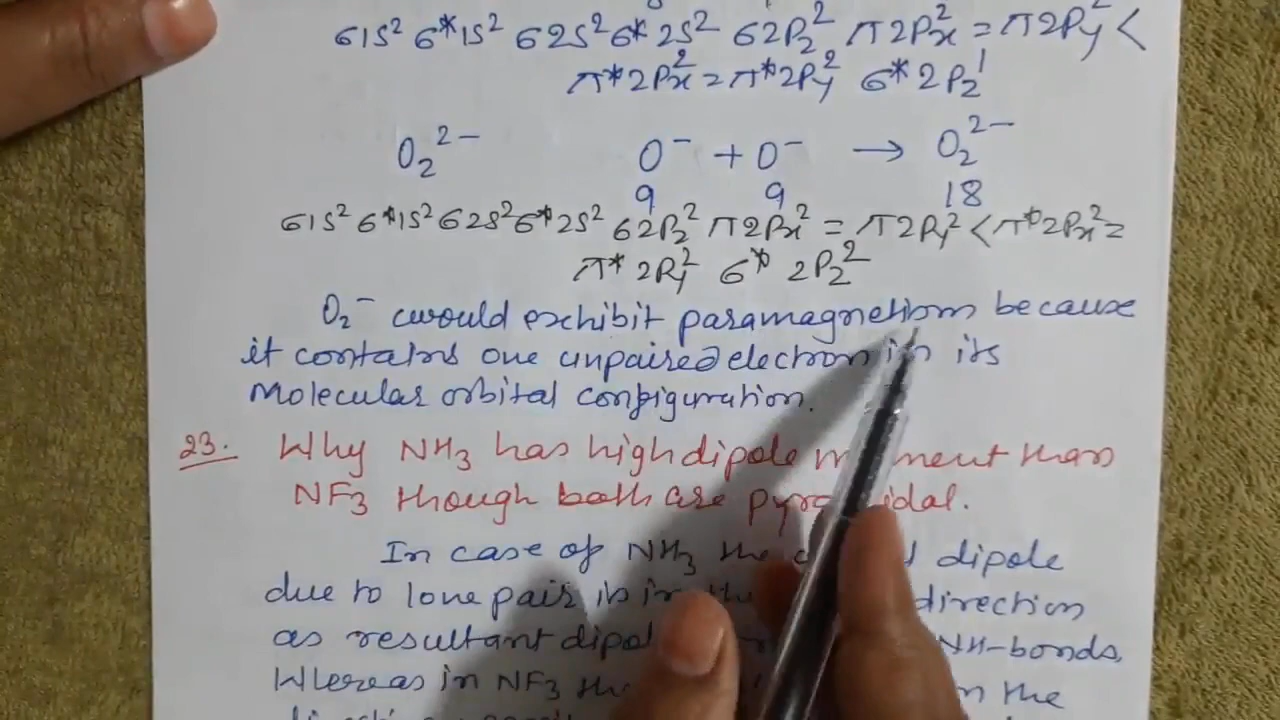 σ1s² σ*1s² σ2s² σ*2s² σ2Pz² π2Px² = π2Py² <
π*2Px² = π*2Py² σ*2Pz¹
O₂²⁻ O⁻ + O⁻ → O₂²⁻
9 9 18
σ1s² σ*1s² σ2s² σ*2s² σ2Pz² π2Px² = π2Py² < π*2Px² =
π*2Py² σ* 2Pz²
O₂⁻ would exhibit paramagnetism because
it contains one unpaired electron in its
Molecular orbital configuration.
23. Why NH₃ has high dipole moment than
NF₃ though both are pyramidal.
In case of NH₃ the dipole
due to lone pair is in the direction
as resultant NH-bonds.
Whereas in NF₃ the